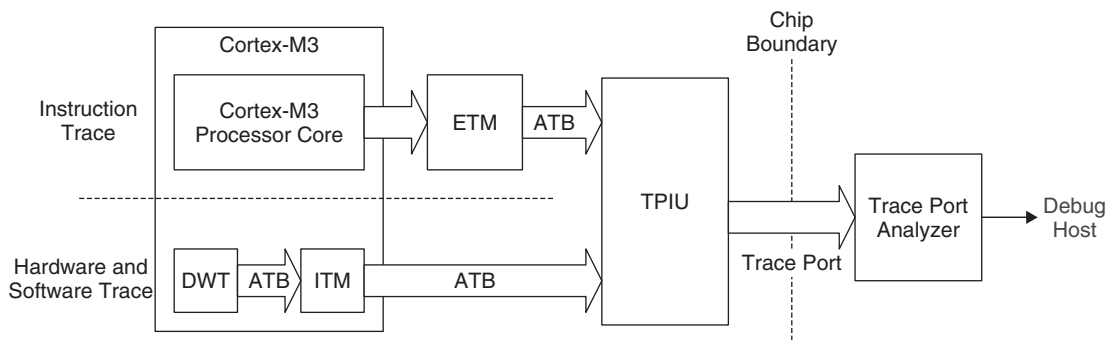 Chip
Boundary
Cortex-M3
Instruction
Trace
Cortex-M3
Processor Core
ETM
ATB
TPIU
Trace Port
Analyzer
Debug
Host
Trace Port
Hardware and
Software Trace
DWT
ATB
ITM
ATB